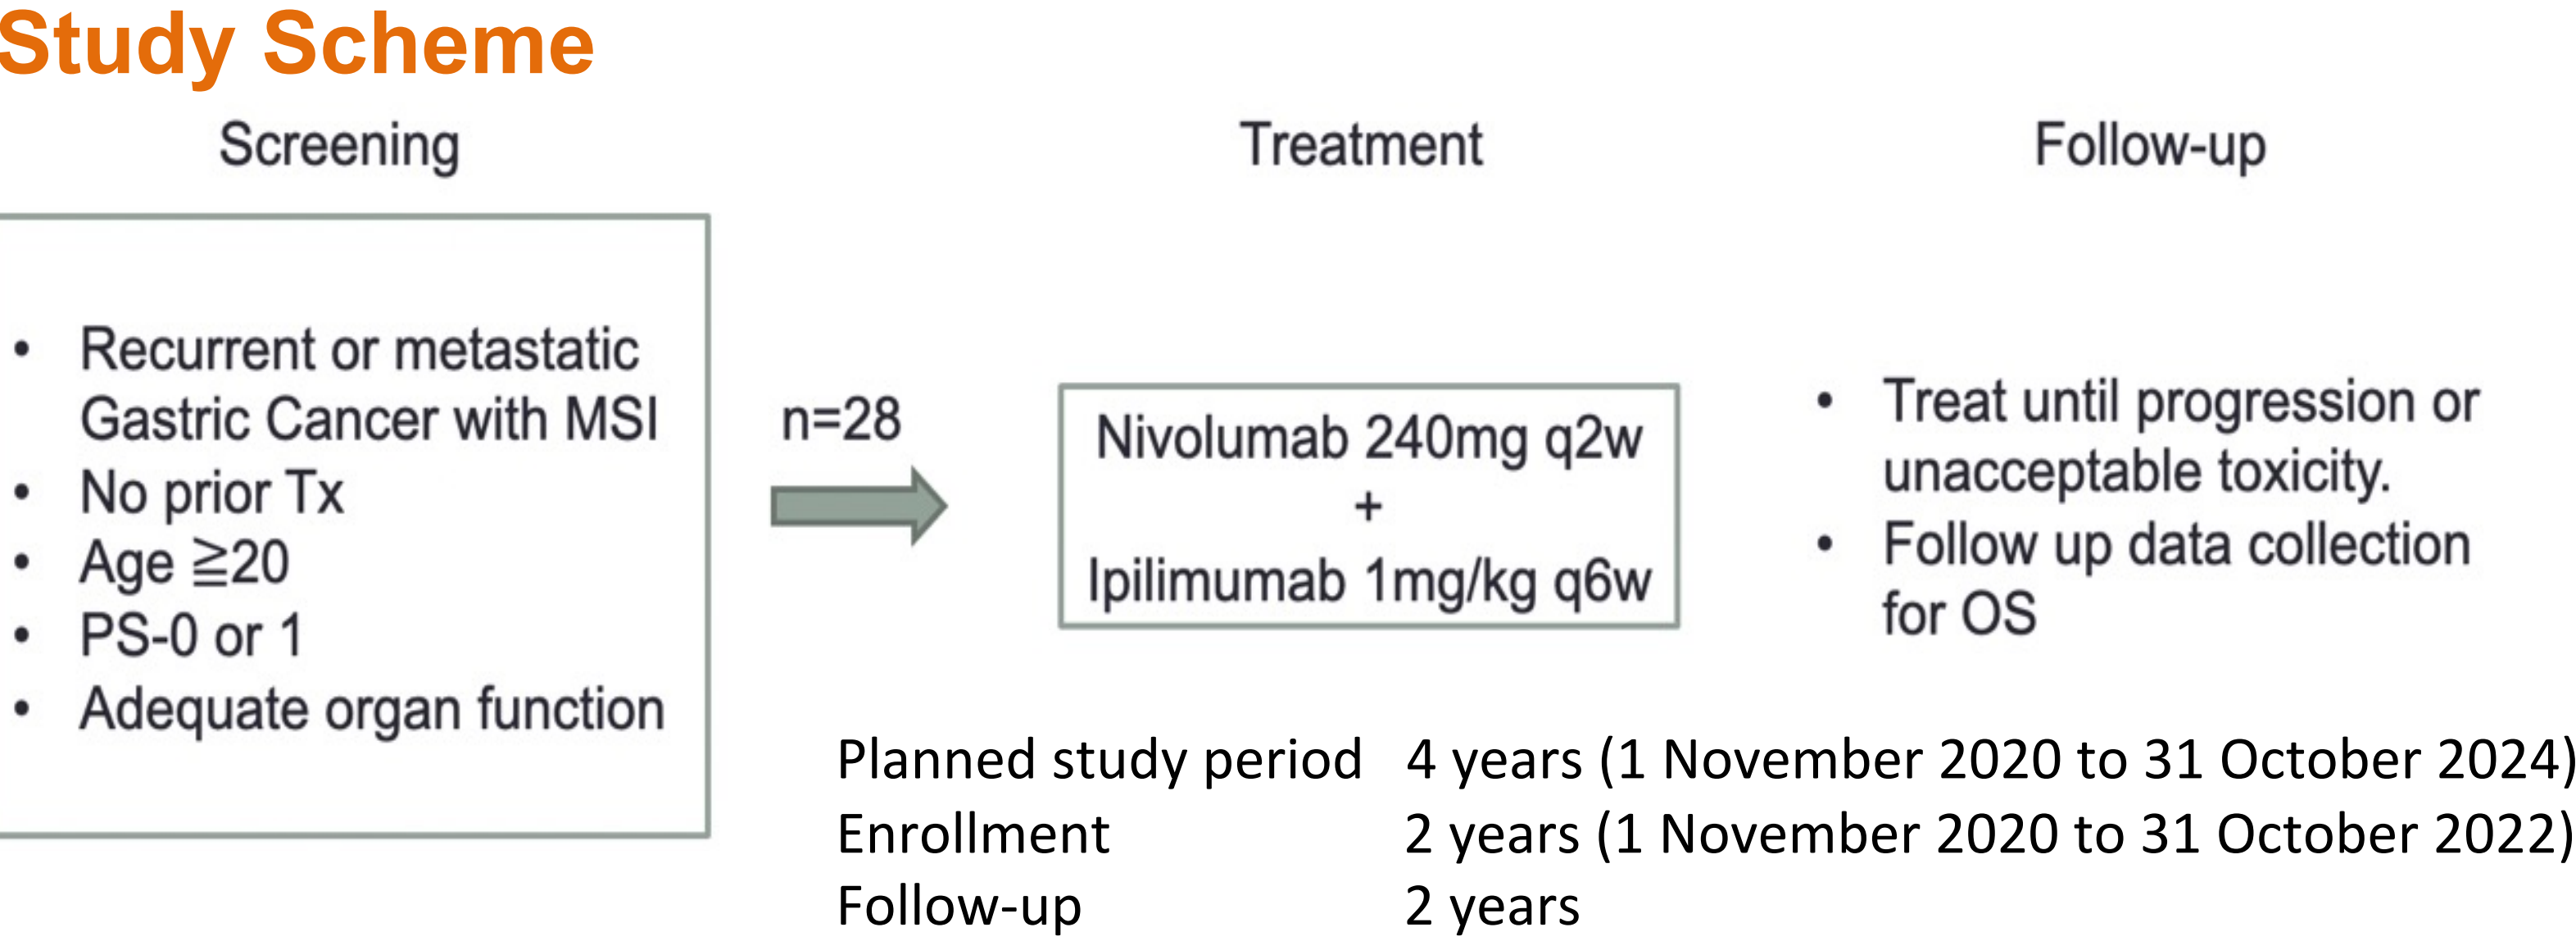 Study Scheme
Screening
• Recurrent or metastatic
Gastric Cancer with MSI
• No prior Tx
• Age ≧20
• PS-0 or 1
• Adequate organ function
n=28
Treatment
Nivolumab 240mg q2w
+
Ipilimumab 1mg/kg q6w
Follow-up
• Treat until progression or
unacceptable toxicity.
• Follow up data collection
for OS
Planned study period 4 years (1 November 2020 to 31 October 2024)
Enrollment 2 years (1 November 2020 to 31 October 2022)
Follow-up 2 years